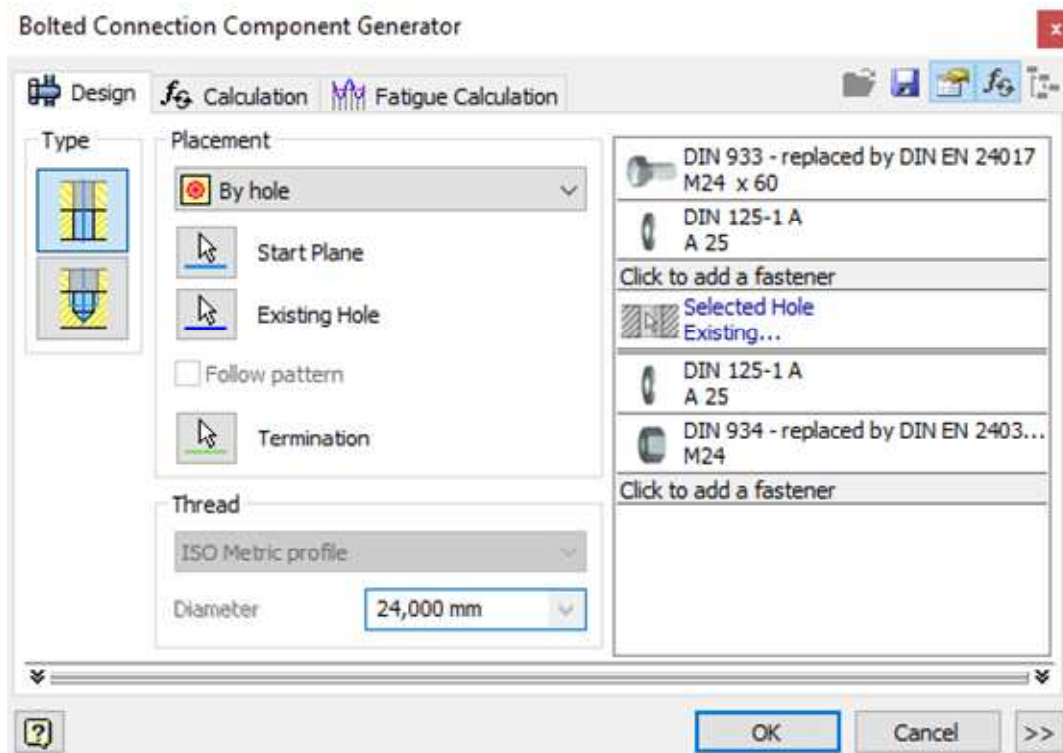 Bolted Connection Component Generator
x
Design
Calculation
Fatigue Calculation
Type
Placement
By hole
Start Plane
Existing Hole
Follow pattern
Termination
Thread
ISO Metric profile
Diameter
24,000 mm
DIN 933 - replaced by DIN EN 24017
M24 x 60
DIN 125-1 A
A 25
Click to add a fastener
Selected Hole
Existing...
DIN 125-1 A
A 25
DIN 934 - replaced by DIN EN 2403...
M24
Click to add a fastener
?
OK
Cancel
>>